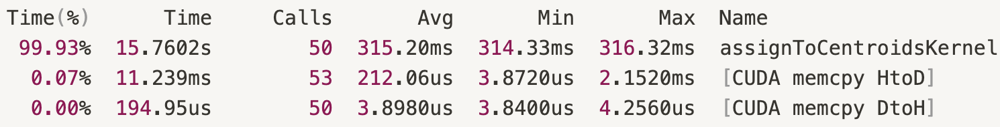 Time(%) Time Calls Avg Min Max Name
99.93% 15.7602s 50 315.20ms 314.33ms 316.32ms assignToCentroidsKernel
0.07% 11.239ms 53 212.06us 3.8720us 2.1520ms [CUDA memcpy HtoD]
0.00% 194.95us 50 3.8980us 3.8400us 4.2560us [CUDA memcpy DtoH]